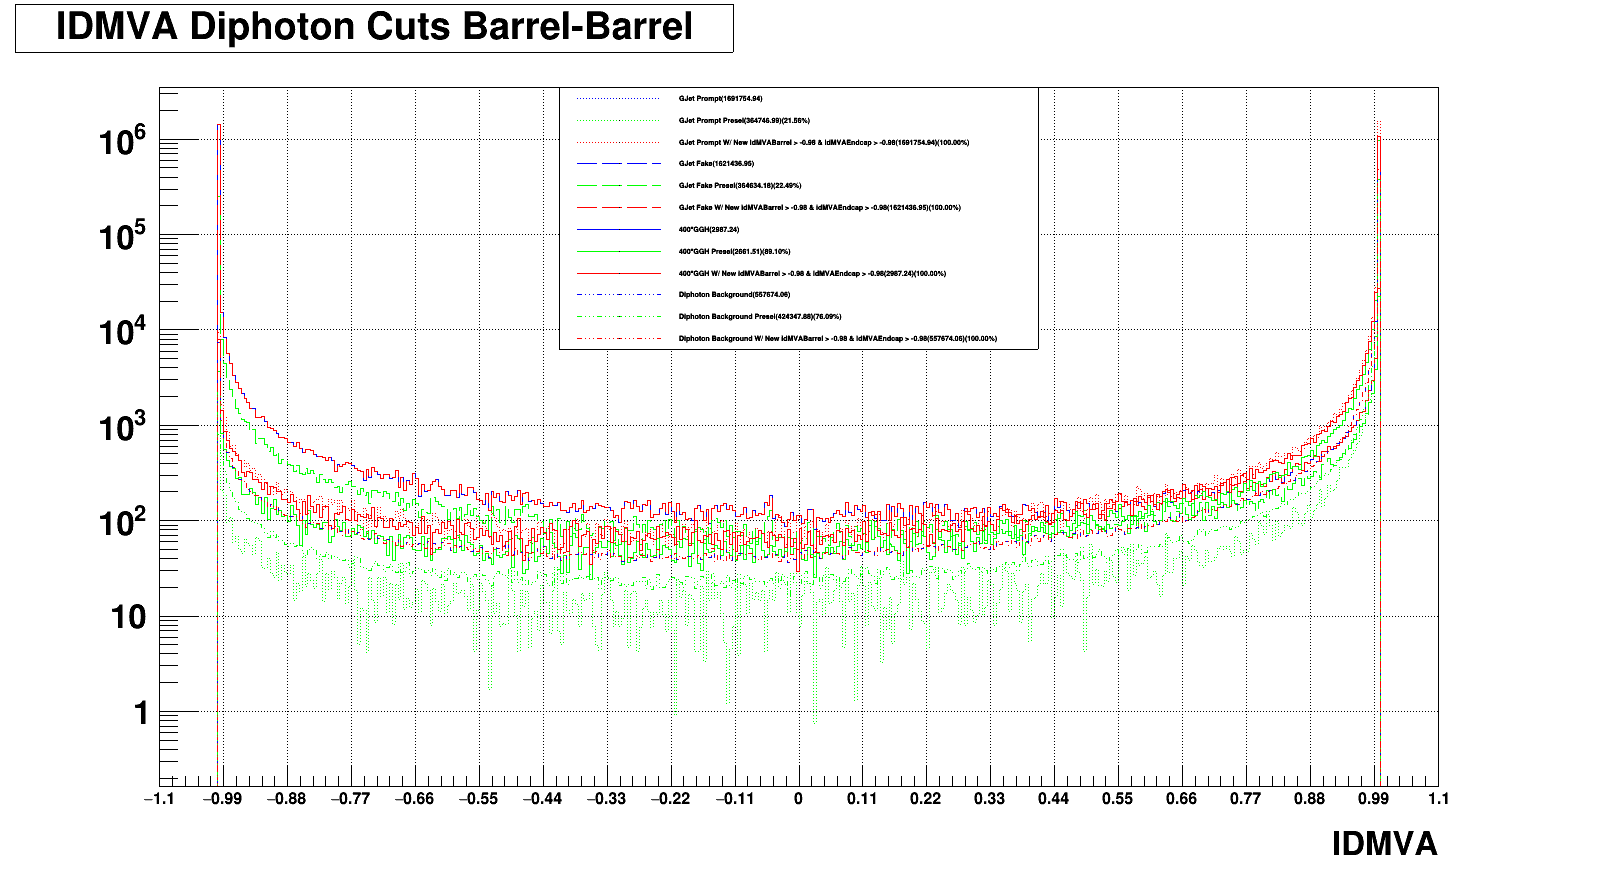 IDMVA Diphoton Cuts Barrel-Barrel
GJet Prompt(1691754.94)
GJet Prompt Presel(364746.99)(21.56%)
GJet Prompt W/ New IdMVABarrel > -0.98 & IdMVAEndcap > -0.98(1691754.94)(100.00%)
GJet Fake(1621436.95)
GJet Fake Presel(364634.18)(22.49%)
GJet Fake W/ New IdMVABarrel > -0.98 & IdMVAEndcap > -0.98(1621436.95)(100.00%)
400*GGH(2987.24)
400*GGH Presel(2661.51)(89.10%)
400*GGH W/ New IdMVABarrel > -0.98 & IdMVAEndcap > -0.98(2987.24)(100.00%)
Diphoton Background(557674.06)
Diphoton Background Presel(424347.88)(76.09%)
Diphoton Background W/ New IdMVABarrel > -0.98 & IdMVAEndcap > -0.98(557674.06)(100.00%)
10⁶
10⁵
10⁴
10³
10²
10
1
−1.1 −0.99 −0.88 −0.77 −0.66 −0.55 −0.44 −0.33 −0.22 −0.11 0 0.11 0.22 0.33 0.44 0.55 0.66 0.77 0.88 0.99 1.1
IDMVA